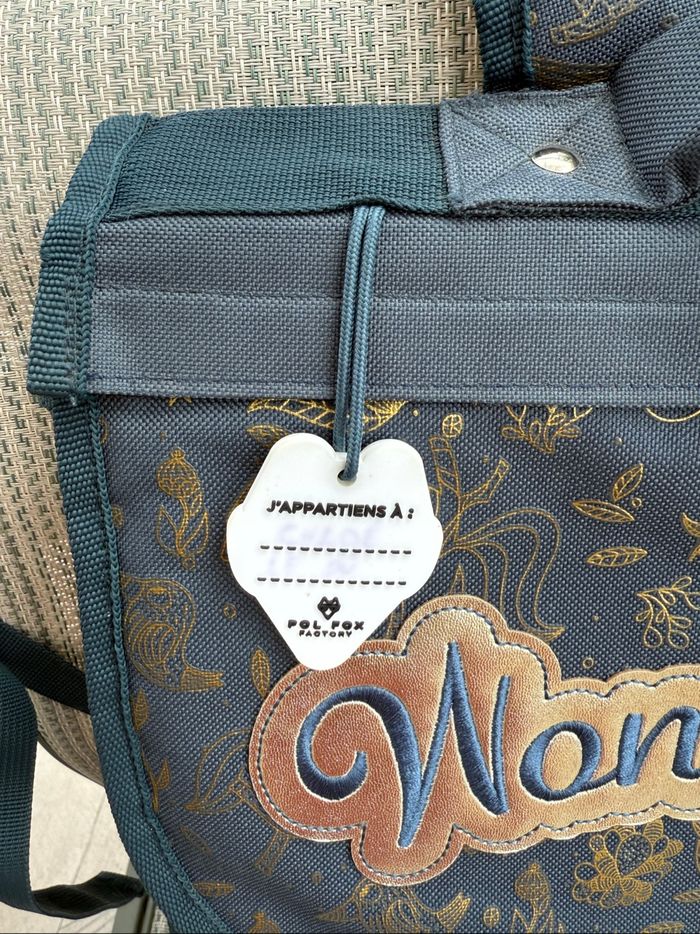 J'APPARTIENS À :
POL FOX
FACTORY
Won